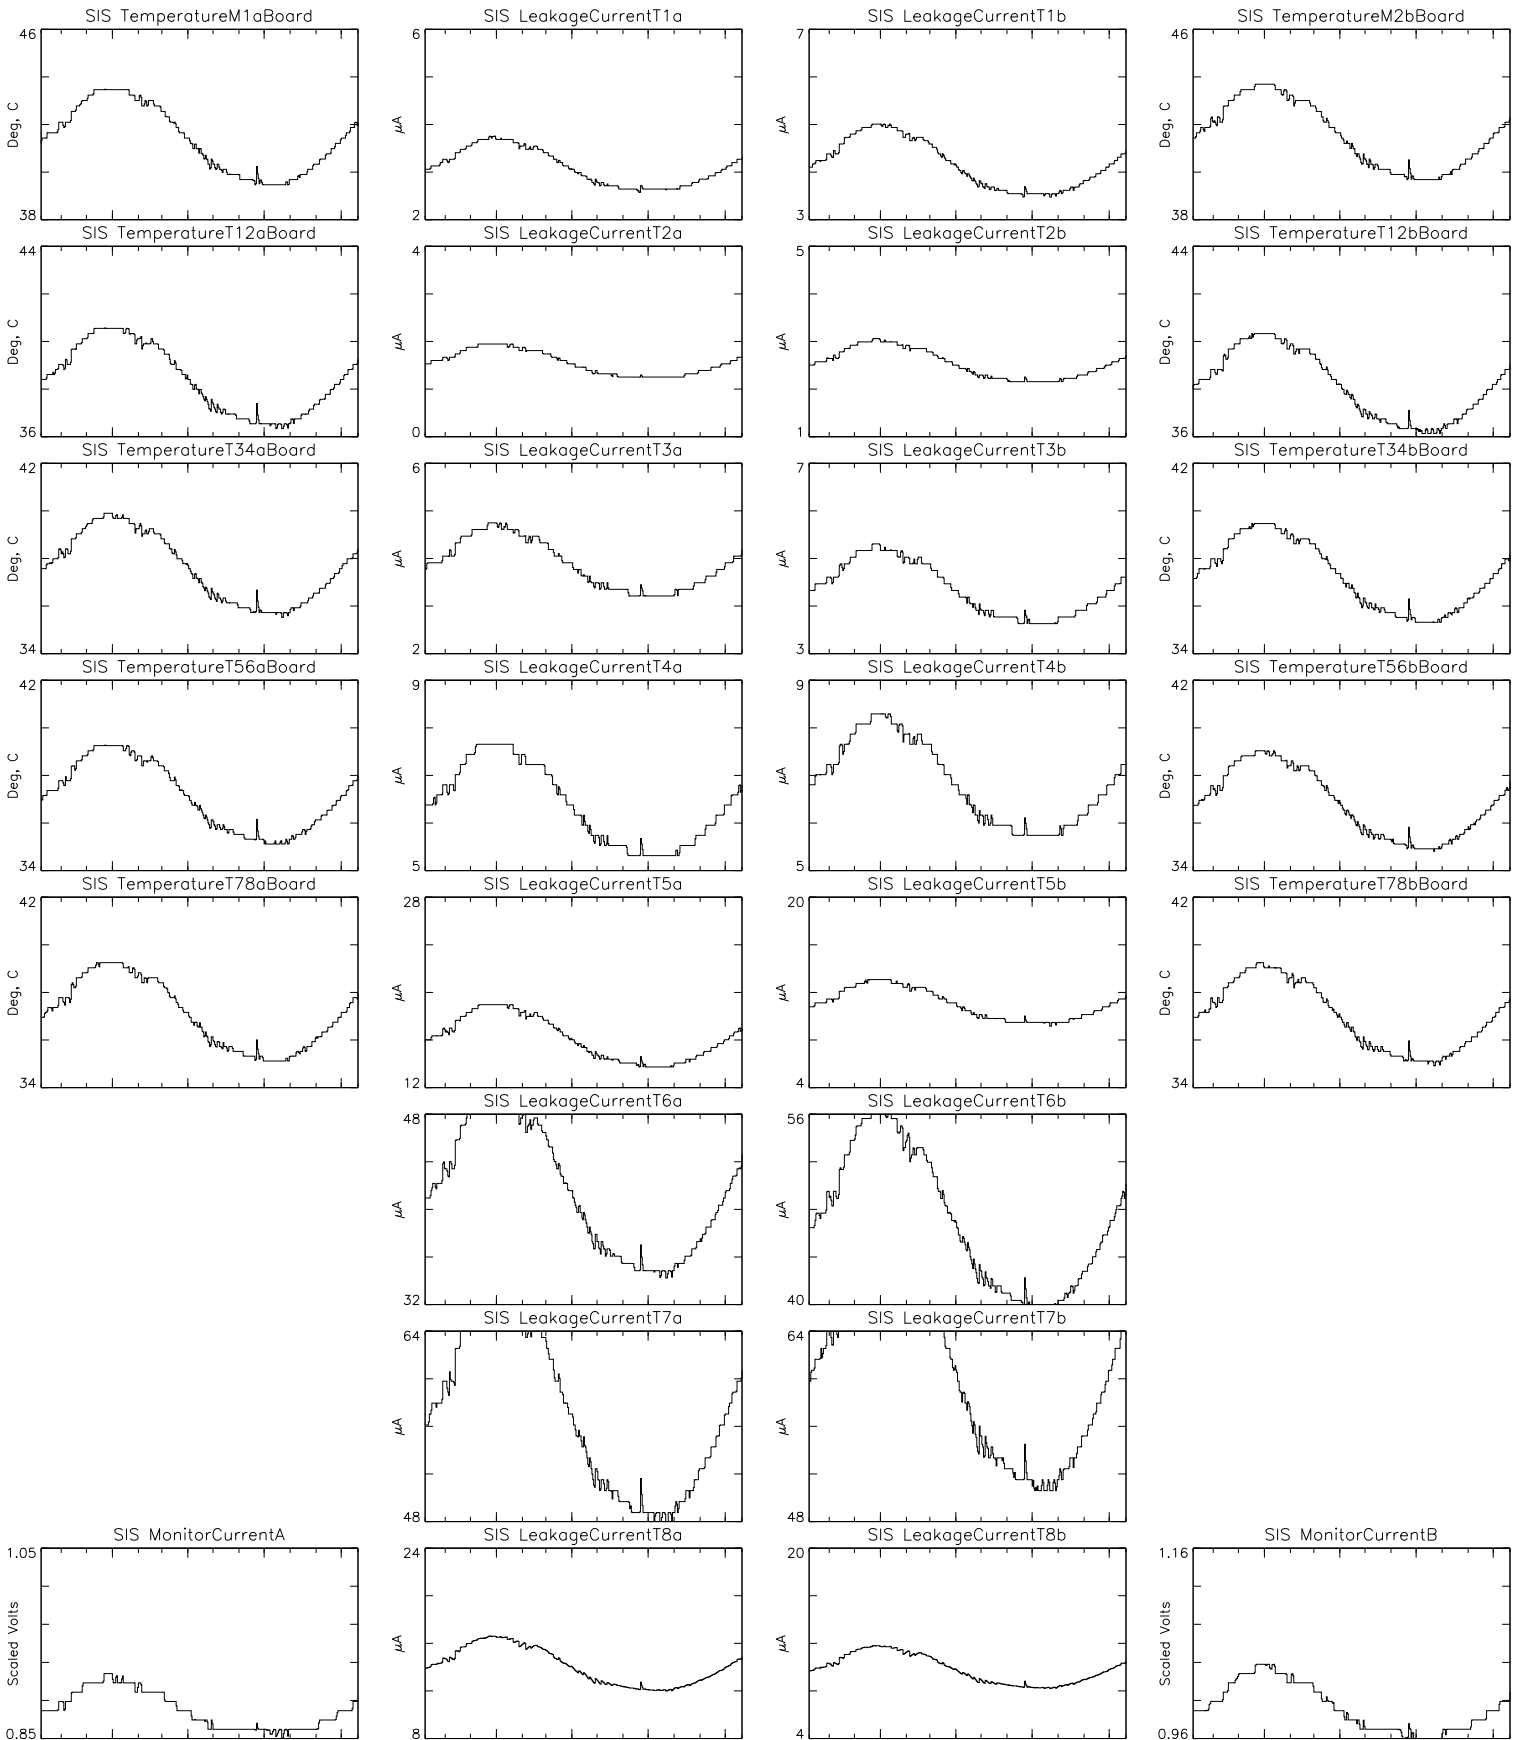 SIS TemperatureM1aBoard
46
Deg, C
38
SIS LeakageCurrentT1a
6
μA
2
SIS LeakageCurrentT1b
7
μA
3
SIS TemperatureM2bBoard
46
Deg, C
38
SIS TemperatureT12aBoard
44
Deg, C
36
SIS LeakageCurrentT2a
4
μA
0
SIS LeakageCurrentT2b
5
μA
1
SIS TemperatureT12bBoard
44
Deg, C
36
SIS TemperatureT34aBoard
42
Deg, C
34
SIS LeakageCurrentT3a
6
μA
2
SIS LeakageCurrentT3b
7
μA
3
SIS TemperatureT34bBoard
42
Deg, C
34
SIS TemperatureT56aBoard
42
Deg, C
34
SIS LeakageCurrentT4a
9
μA
5
SIS LeakageCurrentT4b
9
μA
5
SIS TemperatureT56bBoard
42
Deg, C
34
SIS TemperatureT78aBoard
42
Deg, C
34
SIS LeakageCurrentT5a
28
μA
12
SIS LeakageCurrentT5b
20
μA
4
SIS TemperatureT78bBoard
42
Deg, C
34
SIS LeakageCurrentT6a
48
μA
32
SIS LeakageCurrentT6b
56
μA
40
SIS LeakageCurrentT7a
64
μA
48
SIS LeakageCurrentT7b
64
μA
48
SIS MonitorCurrentA
1.05
Scaled Volts
0.85
SIS LeakageCurrentT8a
24
μA
8
SIS LeakageCurrentT8b
20
μA
4
SIS MonitorCurrentB
1.16
Scaled Volts
0.96